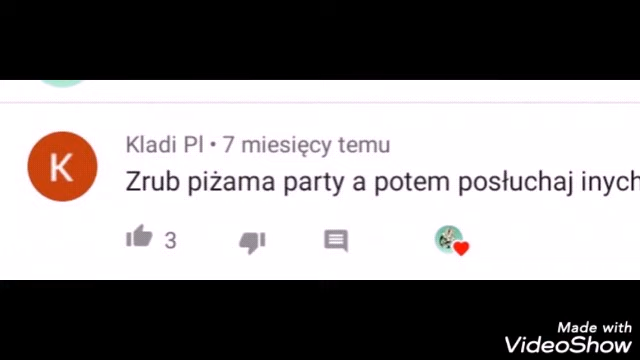 K
Kladi Pl • 7 miesięcy temu
Zrub piżama party a potem posłuchaj inych
3
Made with
VideoShow